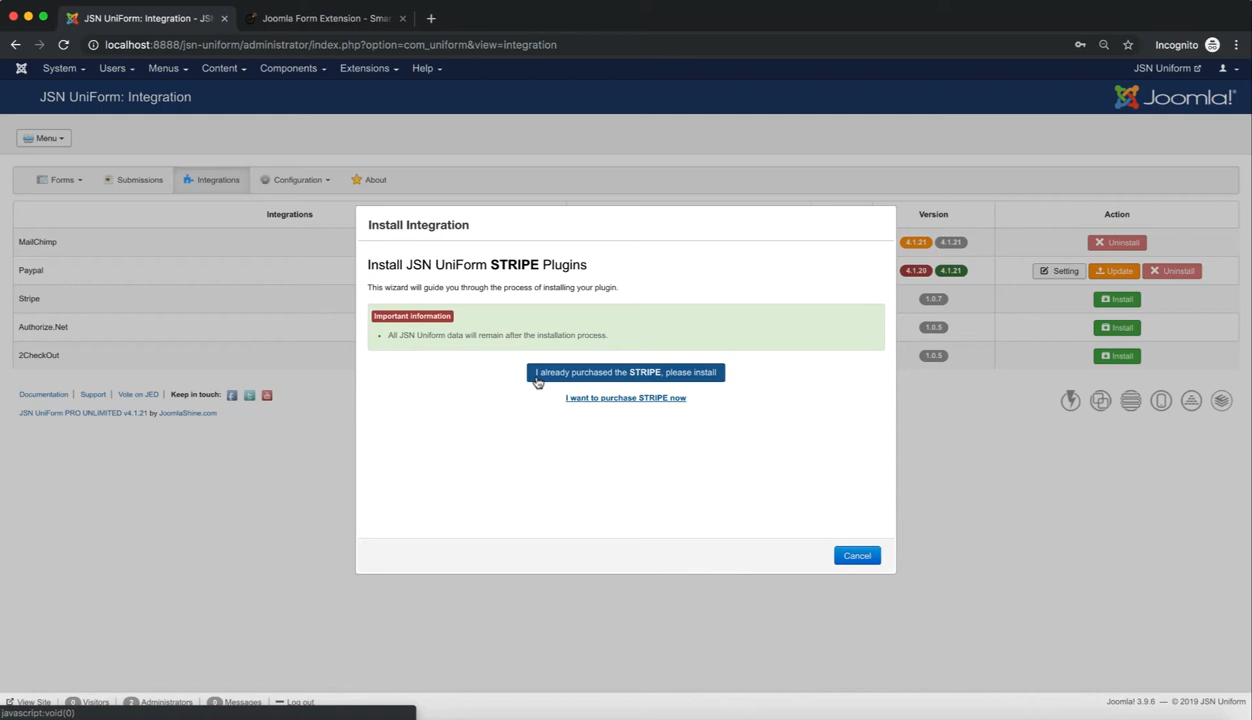 JSN UniForm: Integration - JSN
Joomla Form Extension - Sma
localhost:8888/jsn-uniform/administrator/index.php?option=com_uniform&view=integration
Incognito
System Users Menus Content Components Extensions Help
JSN Uniform
JSN UniForm: Integration
Joomla!®
Menu
Forms Submissions Integrations Configuration About
Integrations Version Action
MailChimp 4.1.21 4.1.21 Uninstall
Paypal 4.1.20 4.1.21 Setting Update Uninstall
Stripe 1.0.7 Install
Authorize.Net 1.0.5 Install
2CheckOut 1.0.5 Install
Install Integration
Install JSN UniForm STRIPE Plugins
This wizard will guide you through the process of installing your plugin.
Important information
• All JSN Uniform data will remain after the installation process.
I already purchased the STRIPE, please install
I want to purchase STRIPE now
Cancel
Documentation Support Vote on JED Keep in touch:
JSN UniForm PRO UNLIMITED v4.1.21 by JoomlaShine.com
View Site 0 Visitors 2 Administrators 0 Messages Log out
Joomla! 3.9.6 — © 2019 JSN Uniform
javascript:void(0)